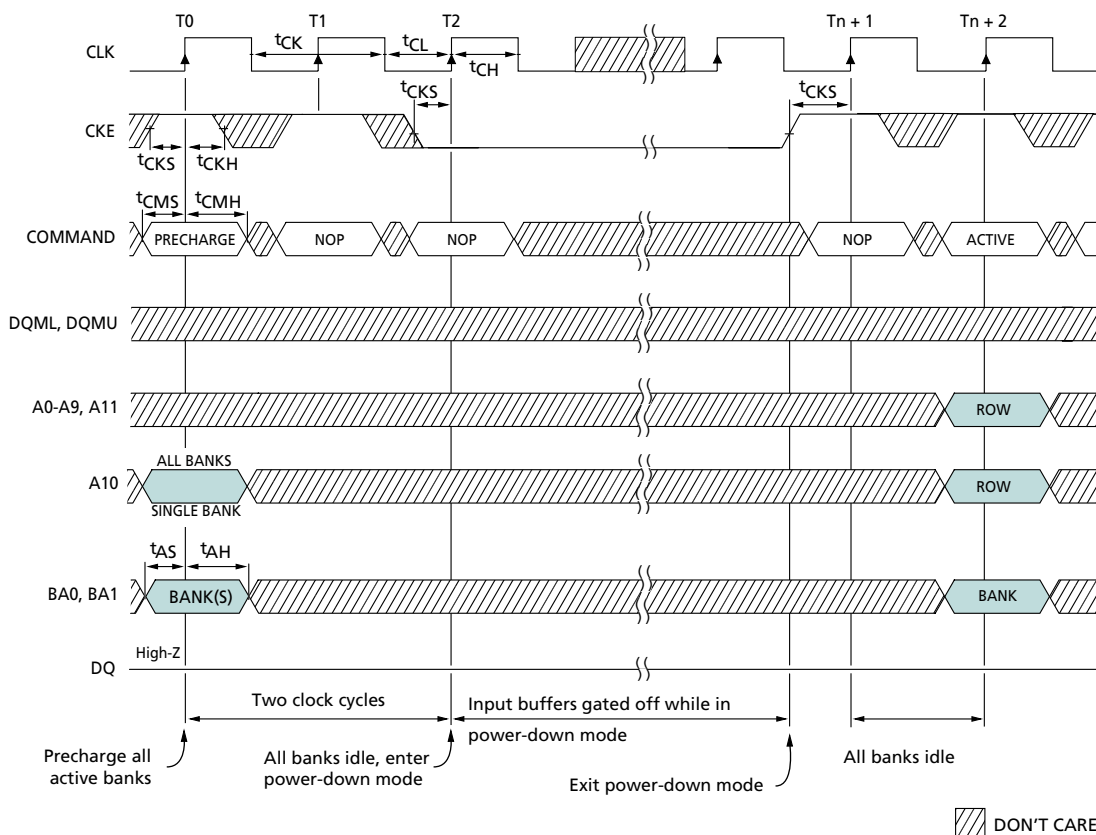 T0 T1 T2 Tn + 1 Tn + 2
CLK
tCK tCL tCH
CKE
tCKS tCKS
tCKS tCKH
tCMS tCMH
COMMAND PRECHARGE NOP NOP NOP ACTIVE
DQML, DQMU
A0-A9, A11 ROW
ALL BANKS
A10 ROW
SINGLE BANK
tAS tAH
BA0, BA1 BANK(S) BANK
High-Z
DQ
Two clock cycles
Input buffers gated off while in
power-down mode
Precharge all
active banks
All banks idle, enter
power-down mode
Exit power-down mode
All banks idle
DON'T CARE